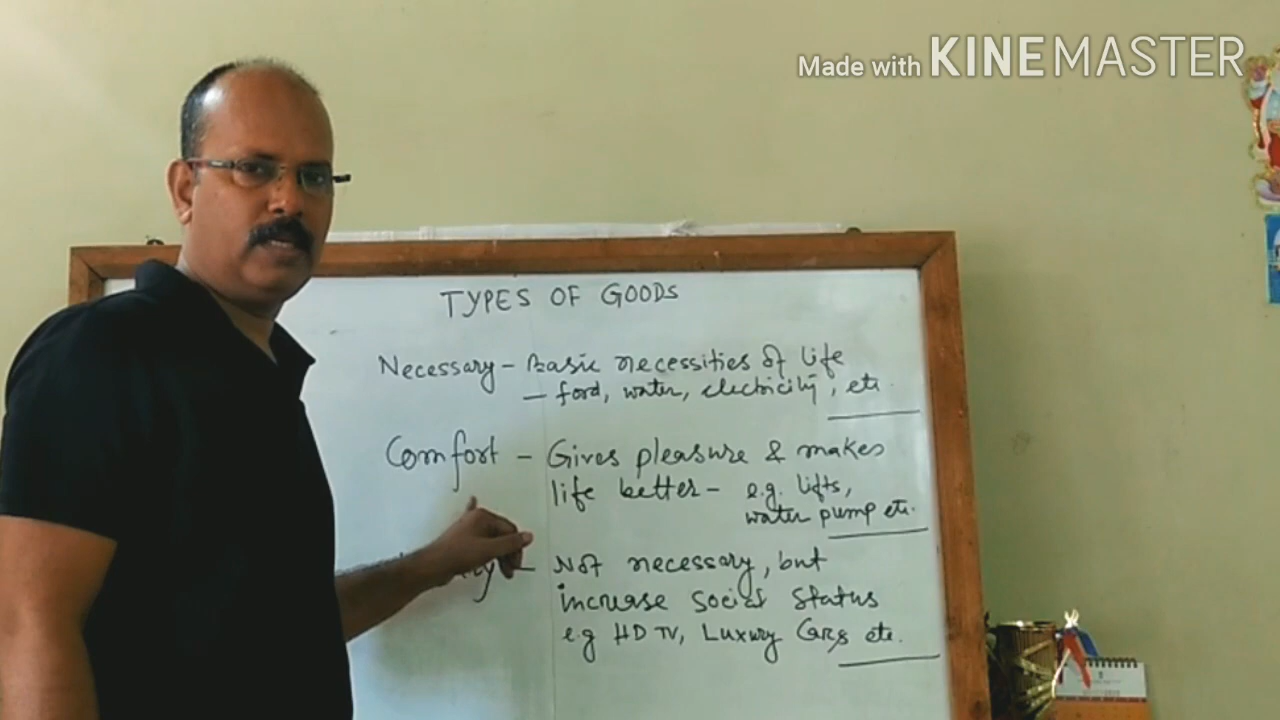 Made with KINEMASTER
TYPES OF GOODS
Necessary – Basic necessities of life
– food, water, electricity, etc.
Comfort – Gives pleasure & makes
life better – e.g. lifts,
water pump etc.
– Not necessary, but
increase social status
e.g HD TV, Luxury Cars etc.